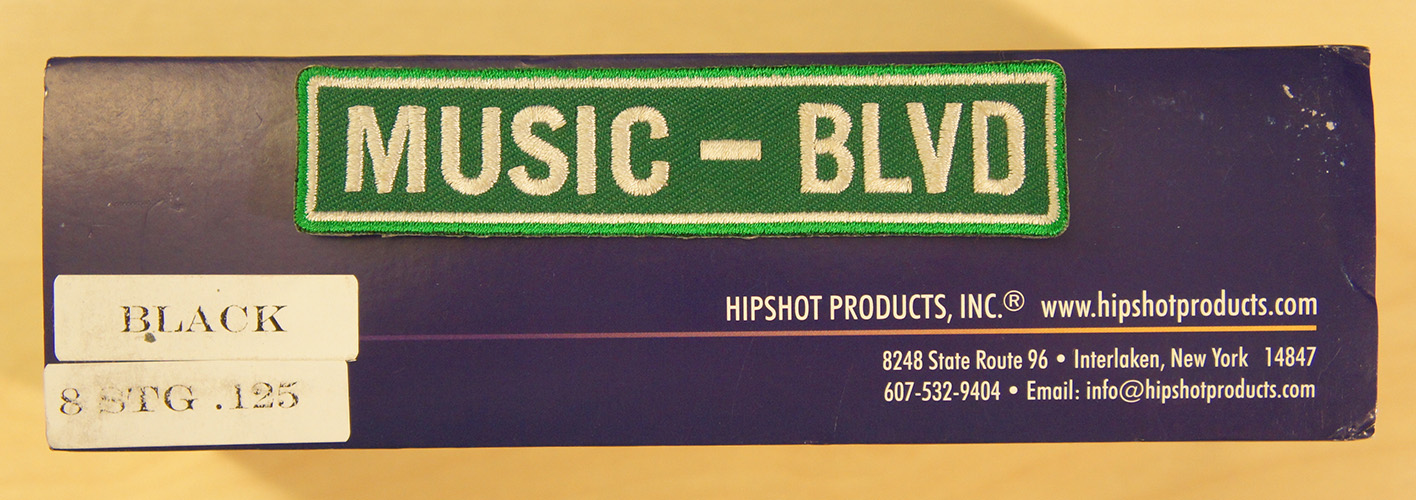 MUSIC - BLVD
HIPSHOT PRODUCTS, INC.® www.hipshotproducts.com
8248 State Route 96 • Interlaken, New York 14847
607-532-9404 • Email: info@hipshotproducts.com
BLACK
8 STG .125